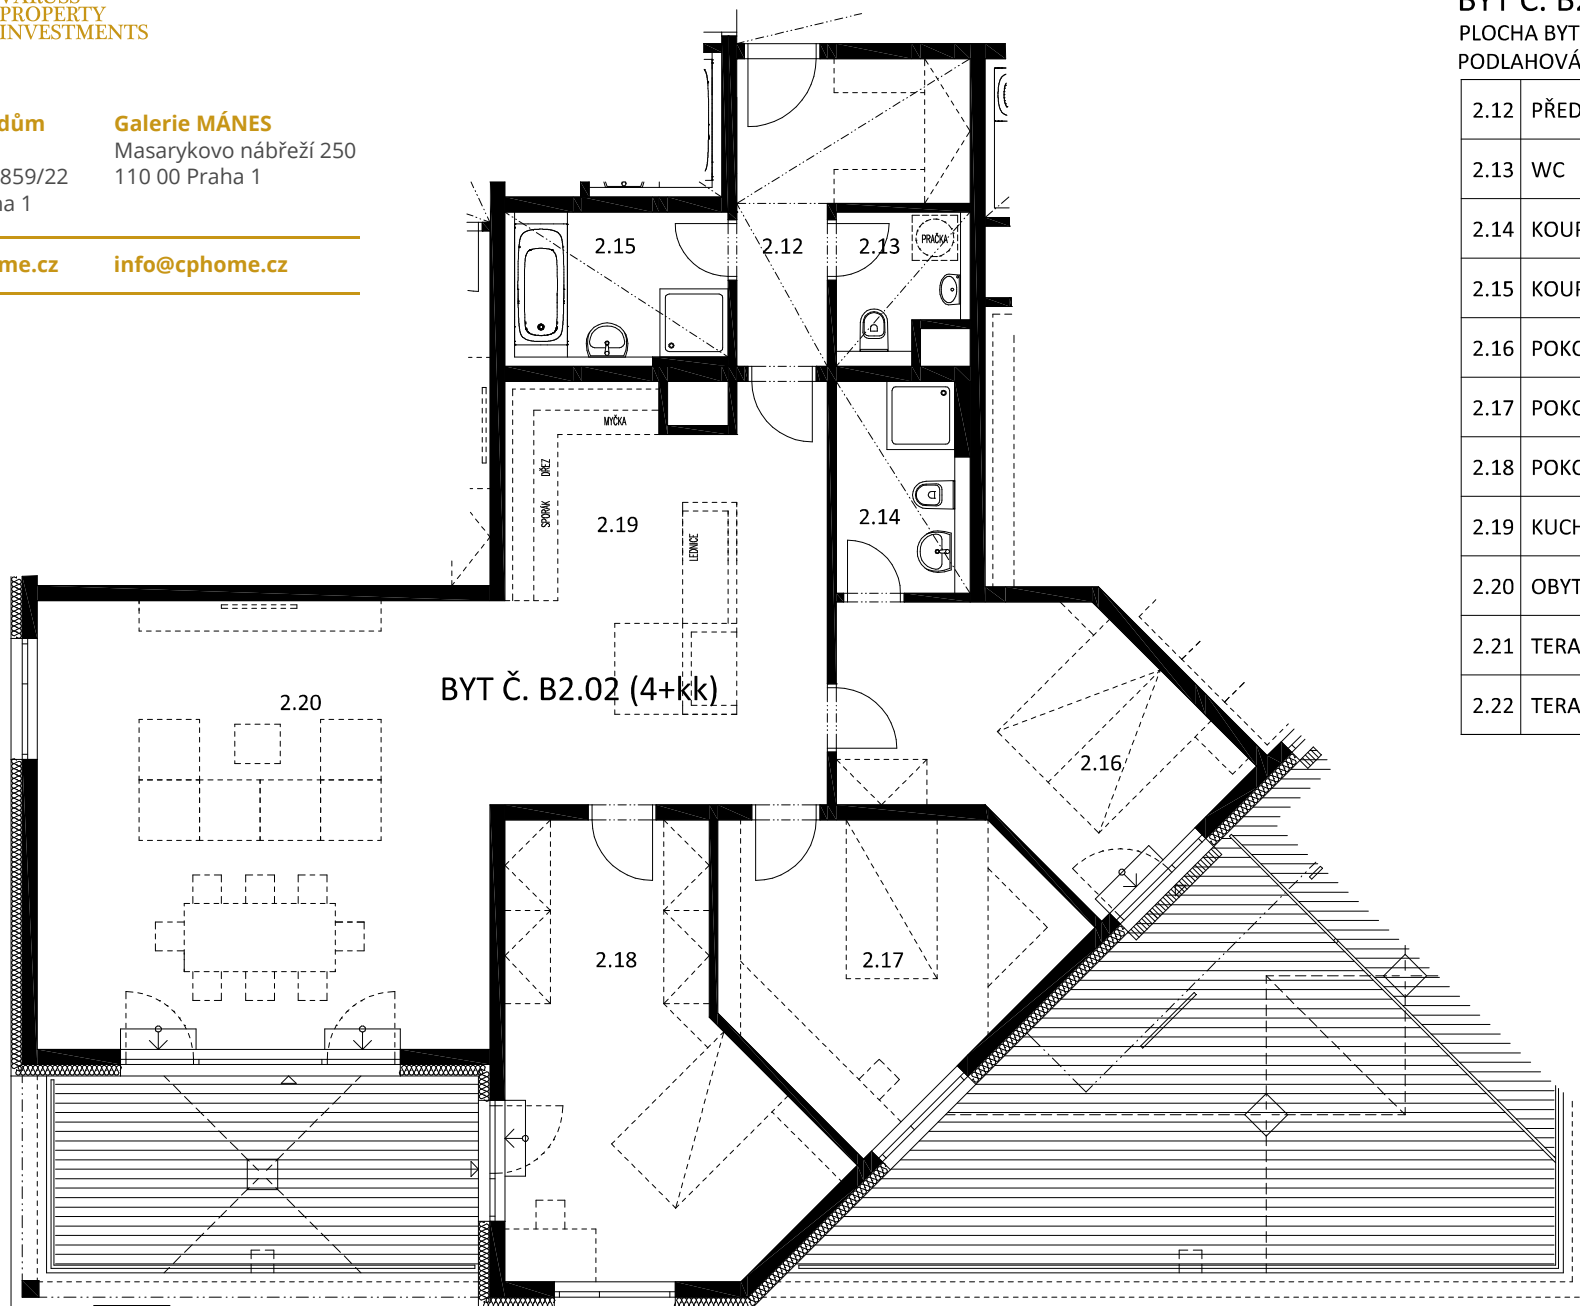 PROPERTY
INVESTMENTS
dům
Galerie MÁNES
Masarykovo nábřeží 250
859/22
110 00 Praha 1
na 1
me.cz
info@cphome.cz
BYT Č. B2
PLOCHA BYT
PODLAHOVÁ
2.12 PŘED
2.13 WC
2.14 KOUP
2.15 KOUP
2.16 POKO
2.17 POKO
2.18 POKO
2.19 KUCH
2.20 OBYT
2.21 TERA
2.22 TERA
2.15
2.12
2.13
PRAČKA
MYČKA
DŘEZ
SPORÁK
2.19
LEDNICE
2.14
2.20
BYT Č. B2.02 (4+kk)
2.16
2.18
2.17